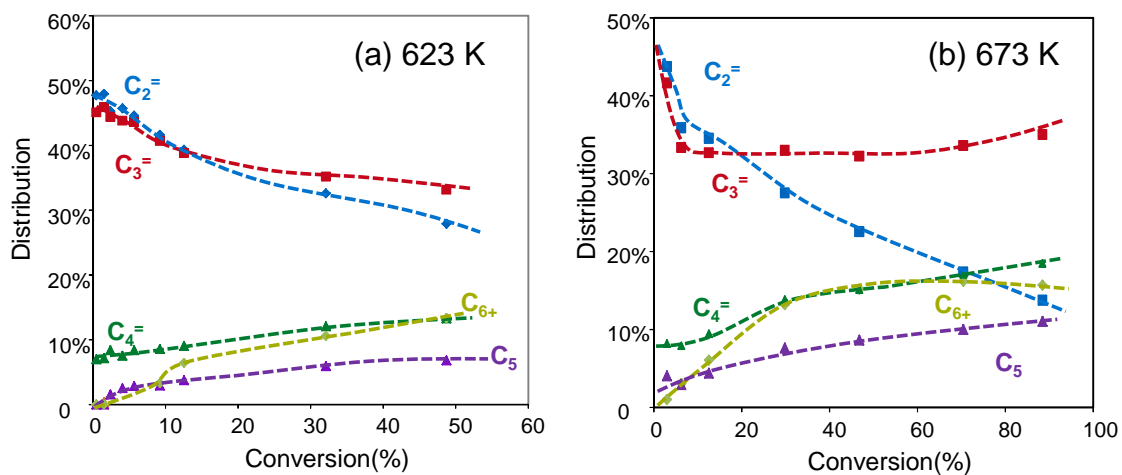 (a) 623 K
60%
50%
40%
30%
20%
10%
0
Distribution
C2=
C3=
C4=
C6+
C5
0 10 20 30 40 50 60
Conversion(%)
(b) 673 K
50%
40%
30%
20%
10%
0
Distribution
C2=
C3=
C4=
C6+
C5
0 20 40 60 80 100
Conversion(%)